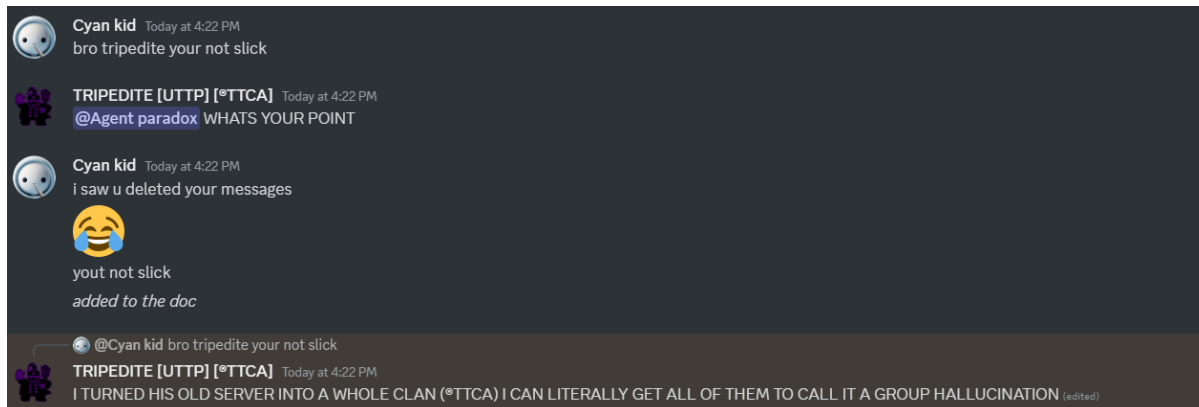 Cyan kid Today at 4:22 PM
bro tripedite your not slick
TRIPEDITE [UTTP] [®TTCA] Today at 4:22 PM
@Agent paradox WHATS YOUR POINT
Cyan kid Today at 4:22 PM
i saw u deleted your messages
yout not slick
added to the doc
@Cyan kid bro tripedite your not slick
TRIPEDITE [UTTP] [®TTCA] Today at 4:22 PM
I TURNED HIS OLD SERVER INTO A WHOLE CLAN (®TTCA) I CAN LITERALLY GET ALL OF THEM TO CALL IT A GROUP HALLUCINATION (edited)